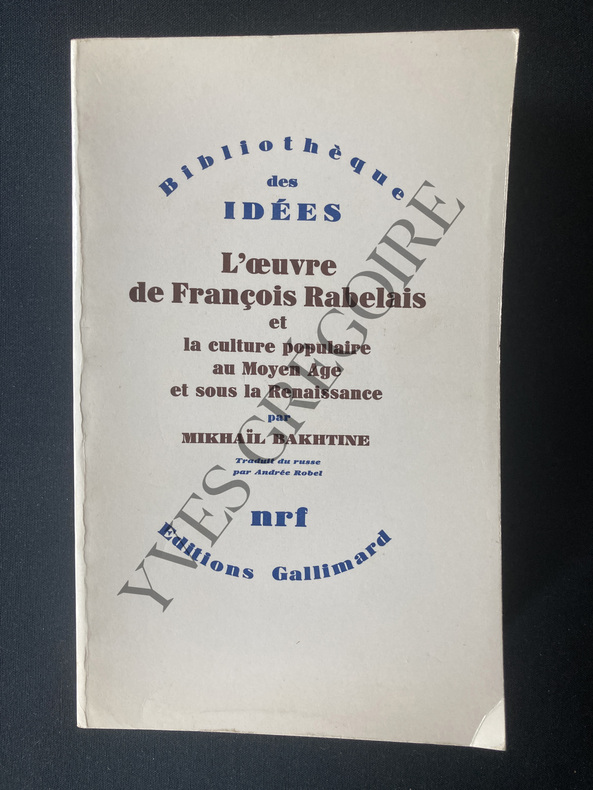 Bibliothèque
des
IDÉES
L'œuvre
de François Rabelais
et
la culture populaire
au Moyen Age
et sous la Renaissance
par
MIKHAÏL BAKHTINE
Traduit du russe
par Andrée Robel
nrf
Editions Gallimard
YVES GRÉGOIRE